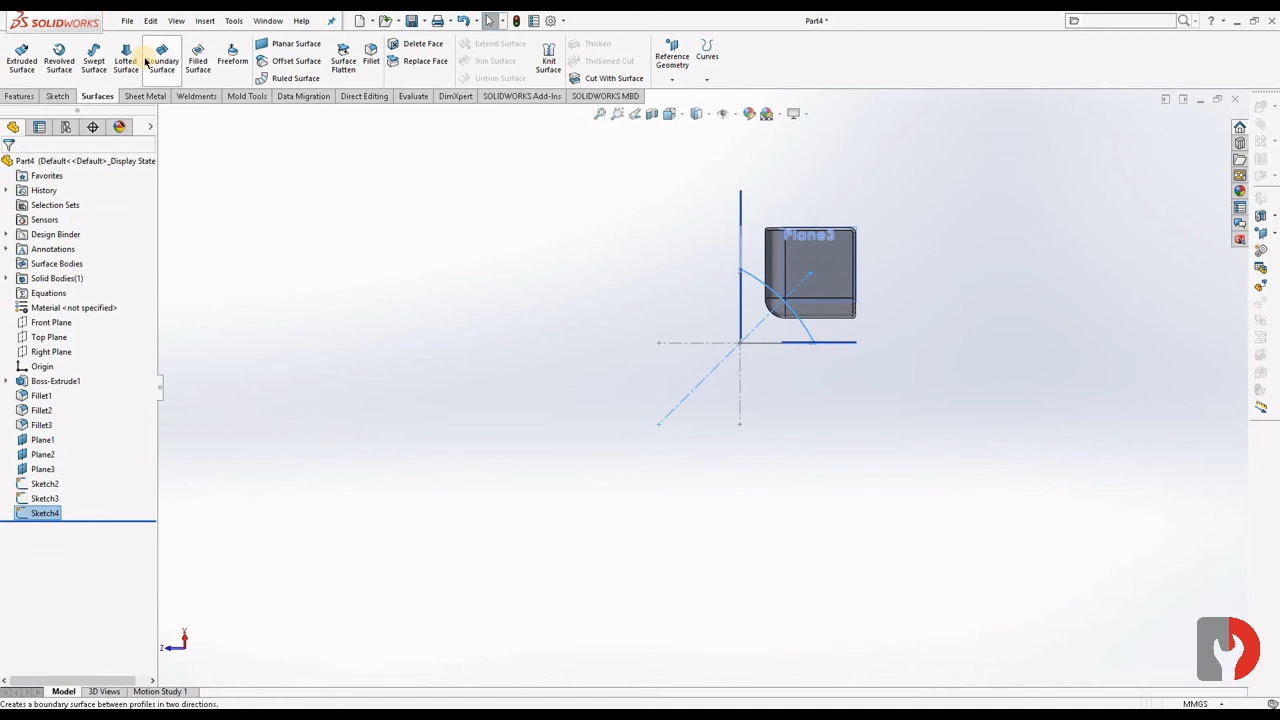 SOLIDWORKS
File
Edit
View
Insert
Tools
Window
Help
Part4 *
Extruded Surface
Revolved Surface
Swept Surface
Lofted Surface
Boundary Surface
Filled Surface
Freeform
Planar Surface
Offset Surface
Ruled Surface
Surface Flatten
Fillet
Delete Face
Replace Face
Extend Surface
Trim Surface
Untrim Surface
Knit Surface
Thicken
Thickened Cut
Cut With Surface
Reference Geometry
Curves
Features
Sketch
Surfaces
Sheet Metal
Weldments
Mold Tools
Data Migration
Direct Editing
Evaluate
DimXpert
SOLIDWORKS Add-Ins
SOLIDWORKS MBD
Part4 (Default<<Default>_Display State
Favorites
History
Selection Sets
Sensors
Design Binder
Annotations
Surface Bodies
Solid Bodies(1)
Equations
Material <not specified>
Front Plane
Top Plane
Right Plane
Origin
Boss-Extrude1
Fillet1
Fillet2
Fillet3
Plane1
Plane2
Plane3
Sketch2
Sketch3
Sketch4
Plane3
Y
Z
Model
3D Views
Motion Study 1
Creates a boundary surface between profiles in two directions.
MMGS